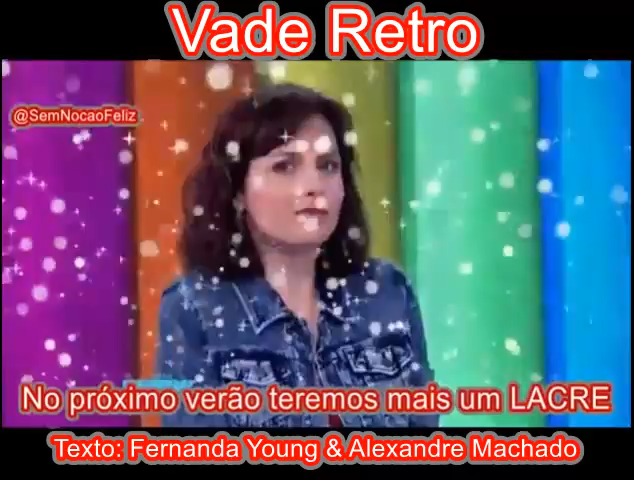 Vade Retro
@SemNocaoFeliz
No próximo verão teremos mais um LACRE
Texto: Fernanda Young & Alexandre Machado